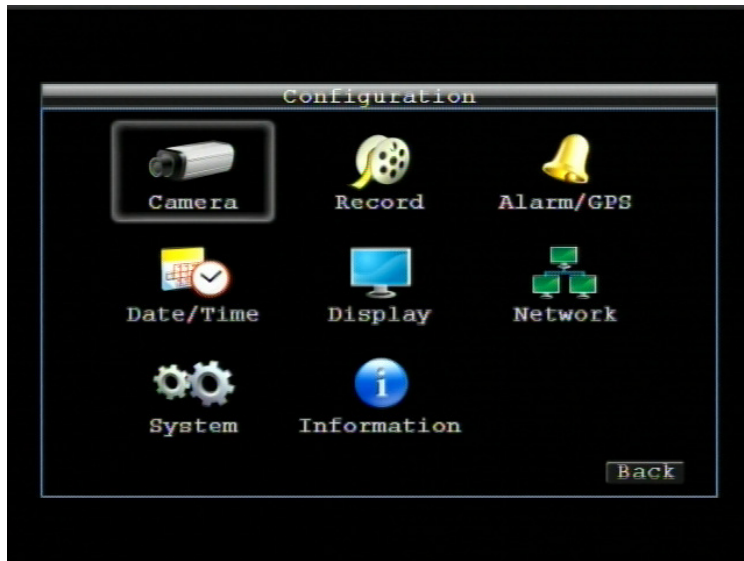 Configuration
Camera
Record
Alarm/GPS
Date/Time
Display
Network
System
Information
Back